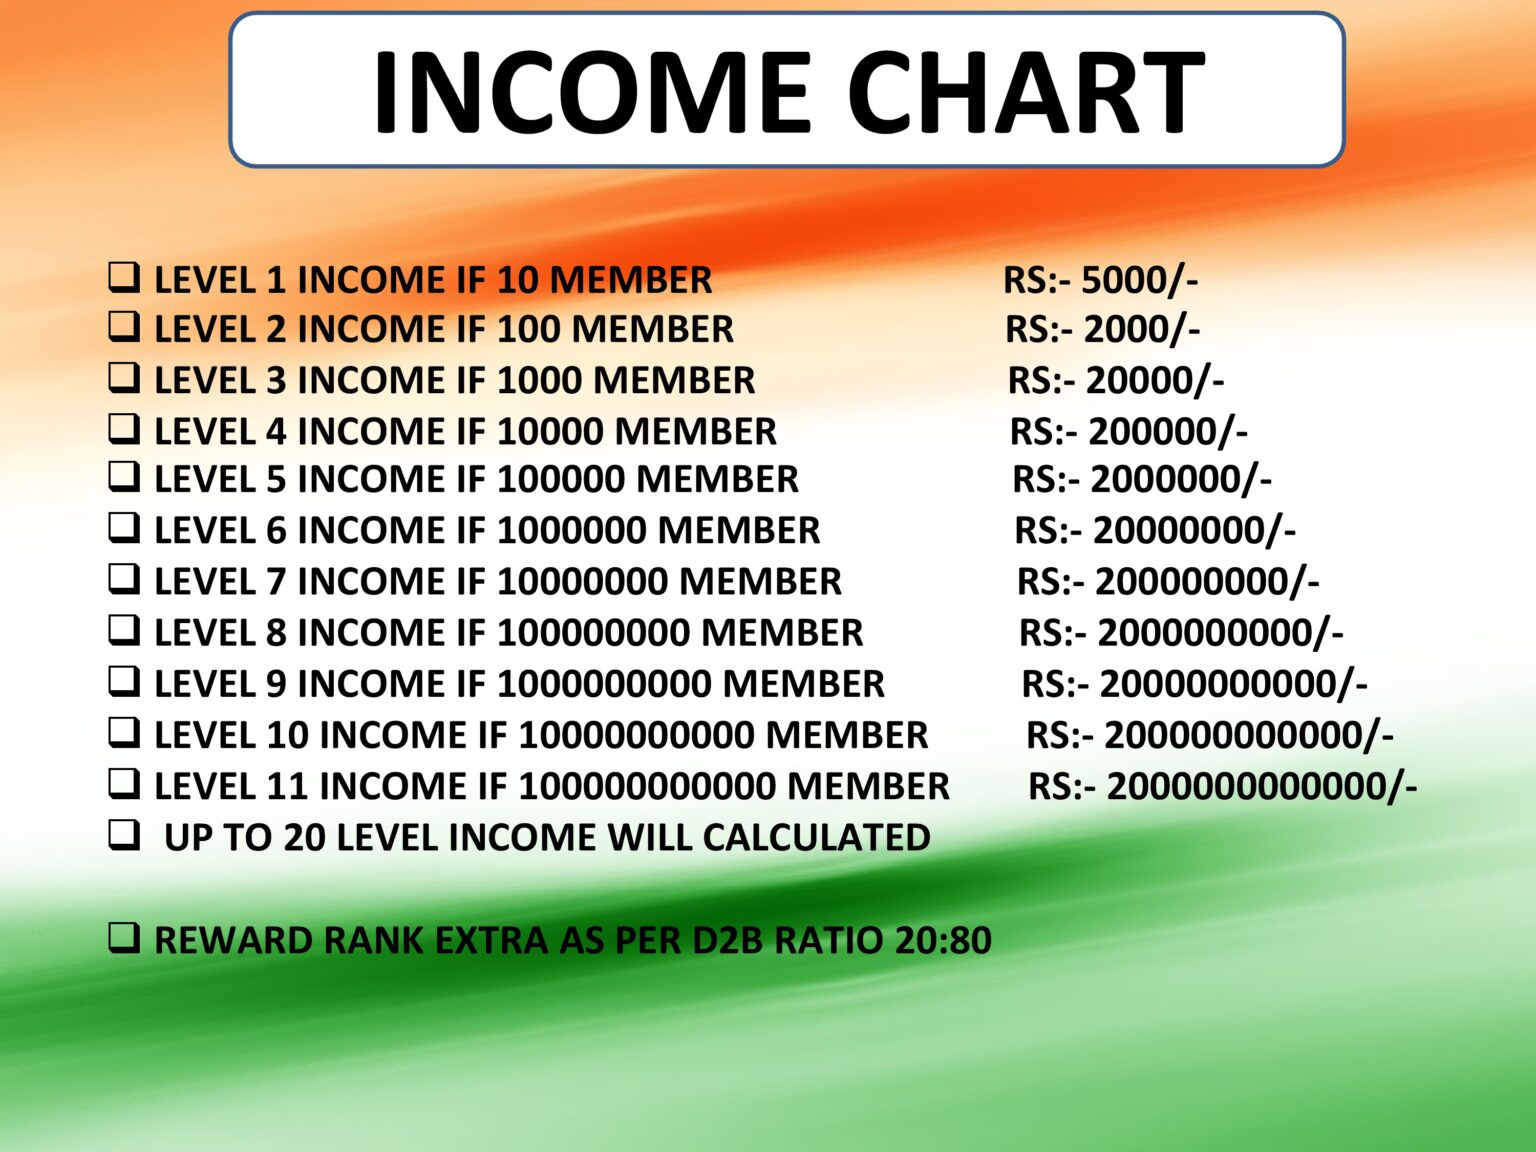 INCOME CHART
LEVEL 1 INCOME IF 10 MEMBER RS:- 5000/-
LEVEL 2 INCOME IF 100 MEMBER RS:- 2000/-
LEVEL 3 INCOME IF 1000 MEMBER RS:- 20000/-
LEVEL 4 INCOME IF 10000 MEMBER RS:- 200000/-
LEVEL 5 INCOME IF 100000 MEMBER RS:- 2000000/-
LEVEL 6 INCOME IF 1000000 MEMBER RS:- 20000000/-
LEVEL 7 INCOME IF 10000000 MEMBER RS:- 200000000/-
LEVEL 8 INCOME IF 100000000 MEMBER RS:- 2000000000/-
LEVEL 9 INCOME IF 1000000000 MEMBER RS:- 20000000000/-
LEVEL 10 INCOME IF 10000000000 MEMBER RS:- 200000000000/-
LEVEL 11 INCOME IF 100000000000 MEMBER RS:- 2000000000000/-
UP TO 20 LEVEL INCOME WILL CALCULATED
REWARD RANK EXTRA AS PER D2B RATIO 20:80